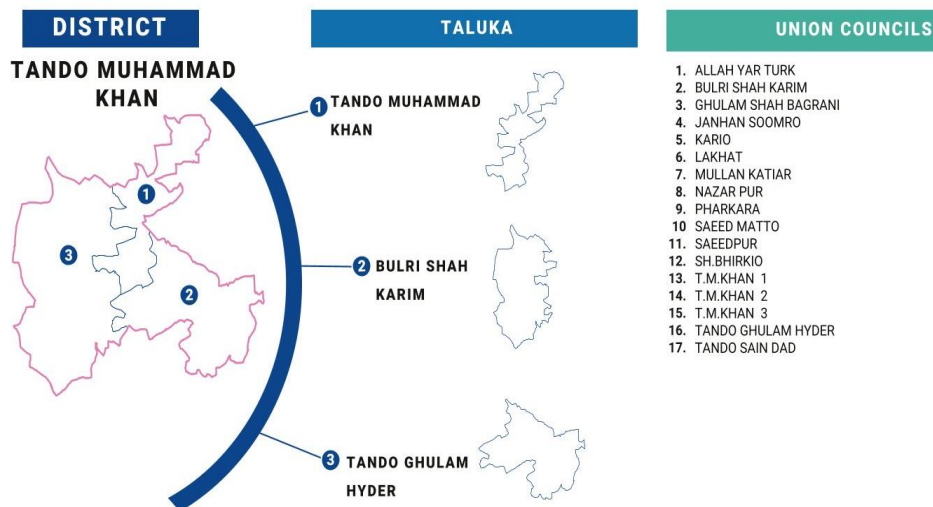 DISTRICT
TANDO MUHAMMAD
KHAN
1
3
2
TALUKA
1 TANDO MUHAMMAD
KHAN
2 BULRI SHAH
KARIM
3 TANDO GHULAM
HYDER
UNION COUNCILS
1. ALLAH YAR TURK
2. BULRI SHAH KARIM
3. GHULAM SHAH BAGRANI
4. JANHAN SOOMRO
5. KARIO
6. LAKHAT
7. MULLAN KATIAR
8. NAZAR PUR
9. PHARKARA
10 SAEED MATTO
11. SAEEDPUR
12. SH.BHIRKIO
13. T.M.KHAN 1
14. T.M.KHAN 2
15. T.M.KHAN 3
16. TANDO GHULAM HYDER
17. TANDO SAIN DAD